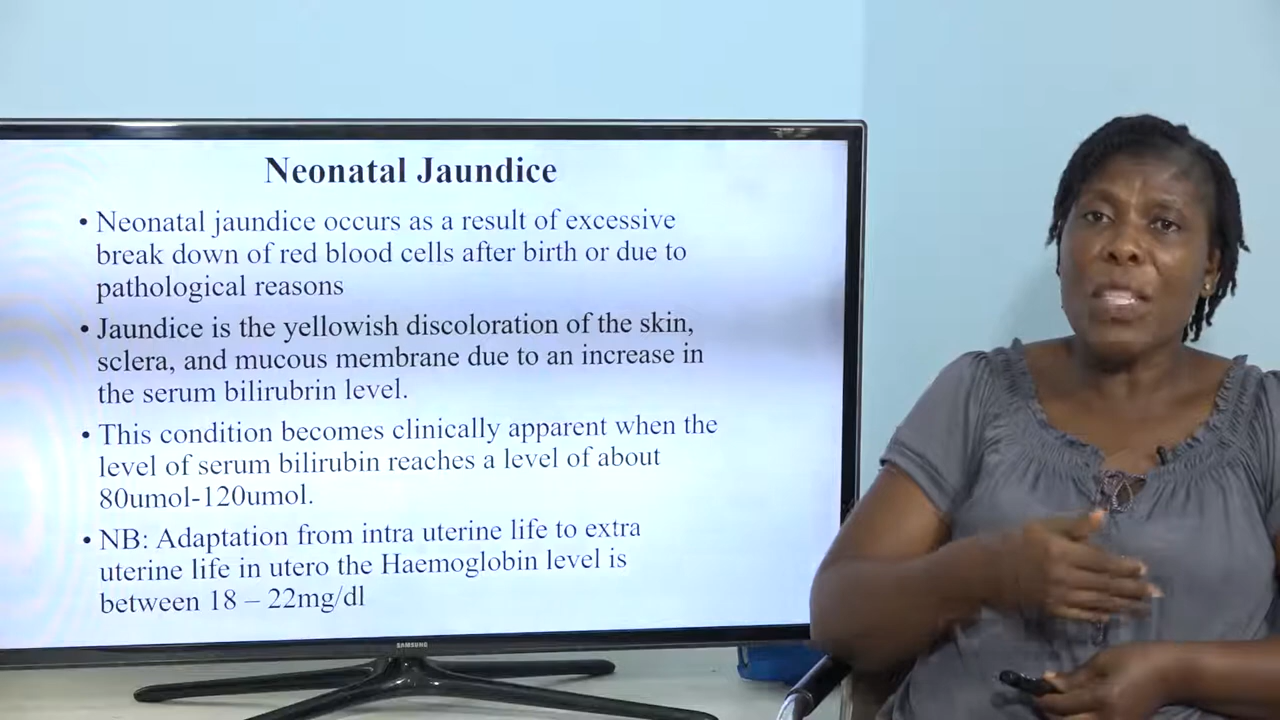 Neonatal Jaundice
• Neonatal jaundice occurs as a result of excessive
break down of red blood cells after birth or due to
pathological reasons
• Jaundice is the yellowish discoloration of the skin,
sclera, and mucous membrane due to an increase in
the serum bilirubrin level.
• This condition becomes clinically apparent when the
level of serum bilirubin reaches a level of about
80umol-120umol.
• NB: Adaptation from intra uterine life to extra
uterine life in utero the Haemoglobin level is
between 18 – 22mg/dl
SAMSUNG